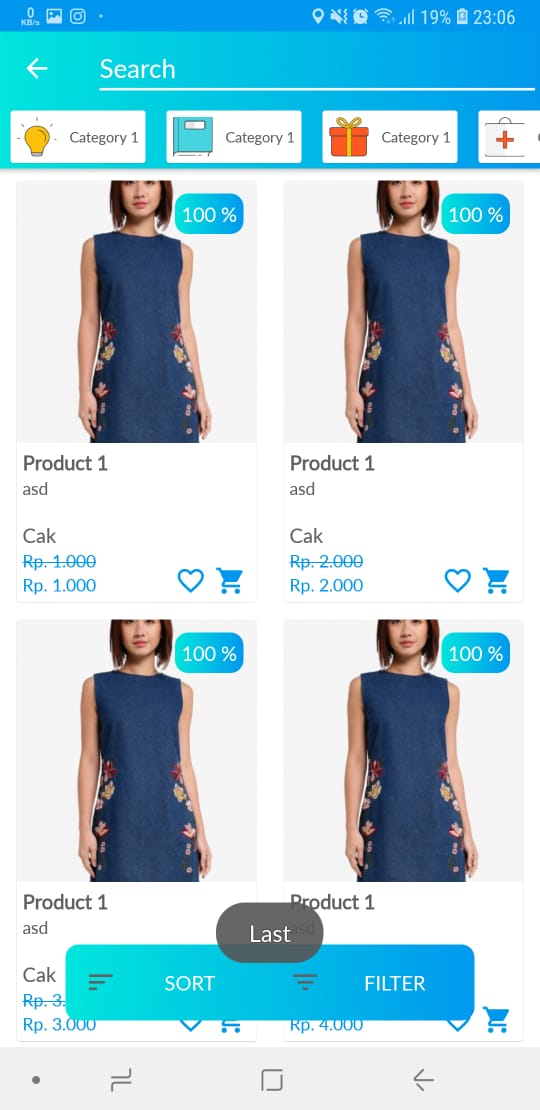 0
KB/s
19% 23:06
Search
Category 1 Category 1 Category 1
100 % 100 %
Product 1 Product 1
asd asd
Cak Cak
Rp. 1.000 Rp. 2.000
Rp. 1.000 Rp. 2.000
100 % 100 %
Product 1 Product 1
asd asd
Last
Cak
SORT FILTER
Rp. 3.
Rp. 3.000 Rp. 4.000